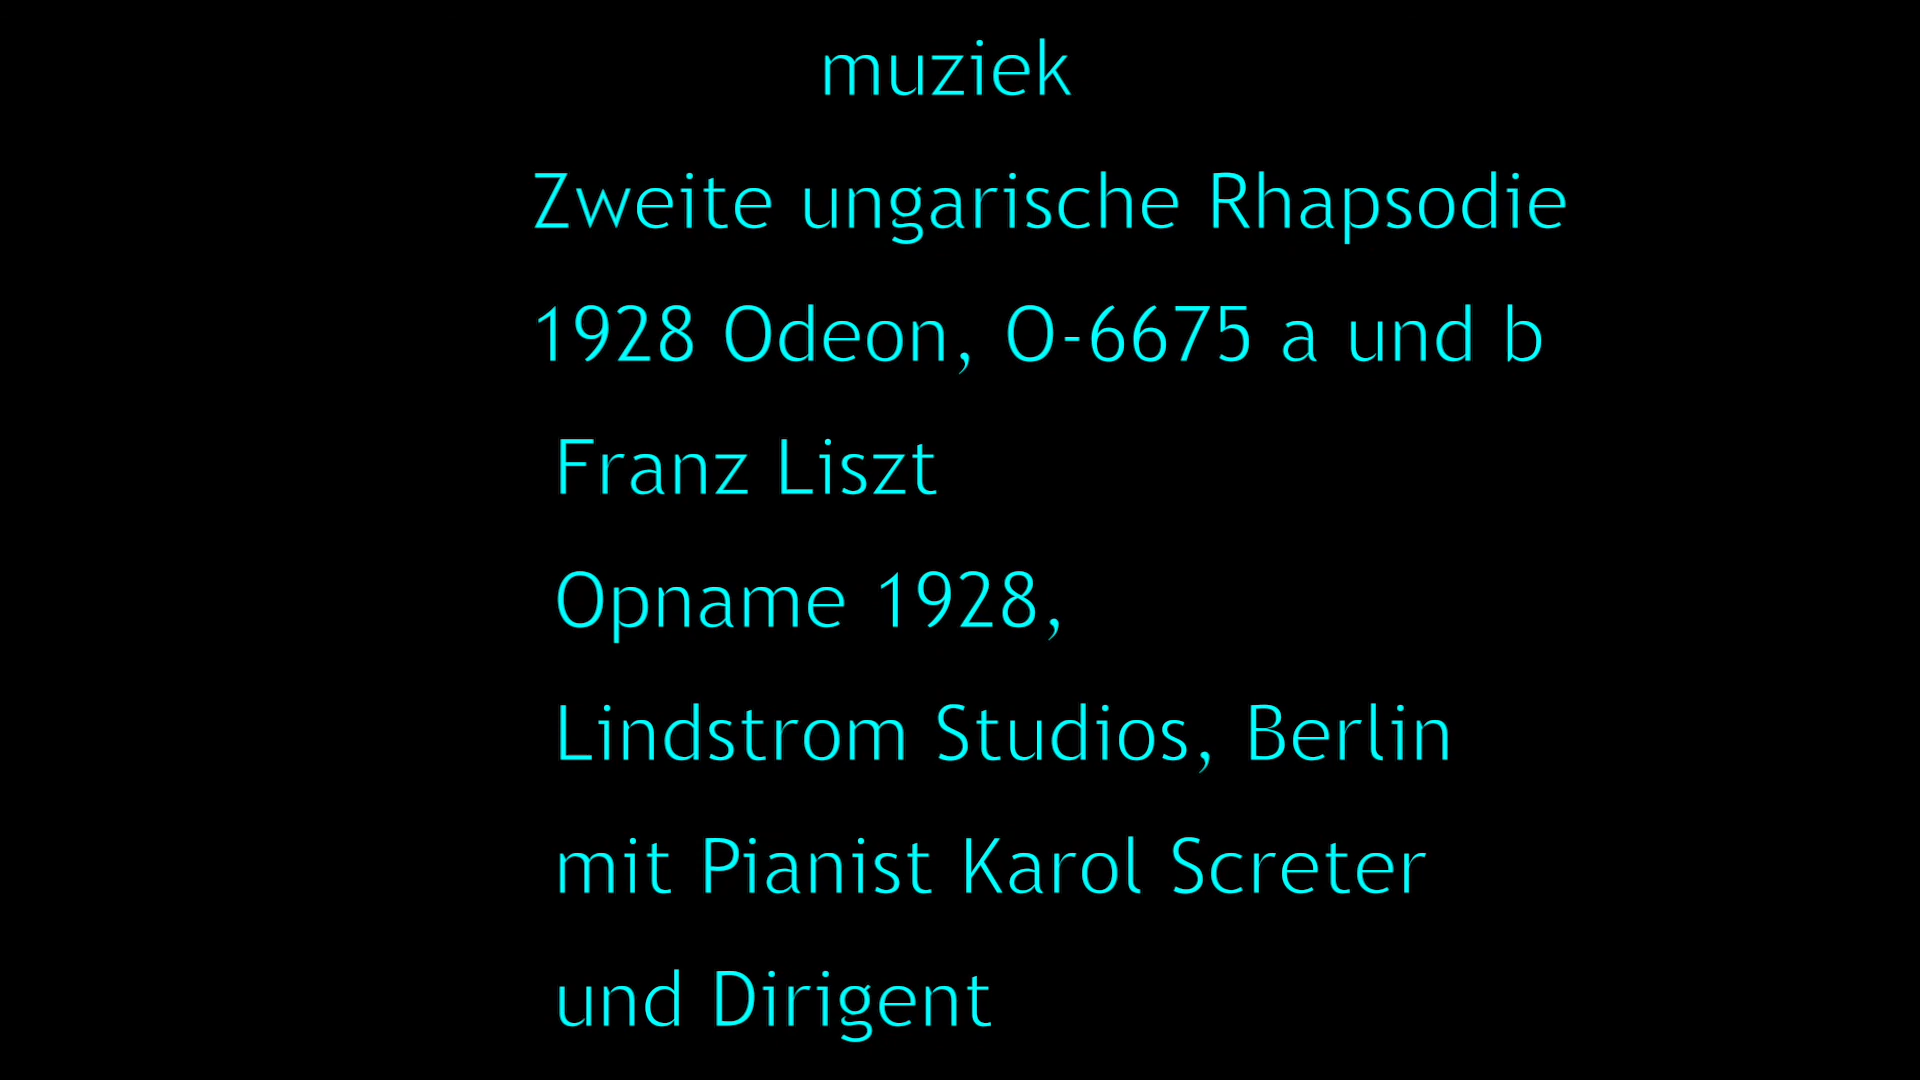 muziek
Zweite ungarische Rhapsodie
1928 Odeon, O-6675 a und b
Franz Liszt
Opname 1928,
Lindstrom Studios, Berlin
mit Pianist Karol Screter
und Dirigent